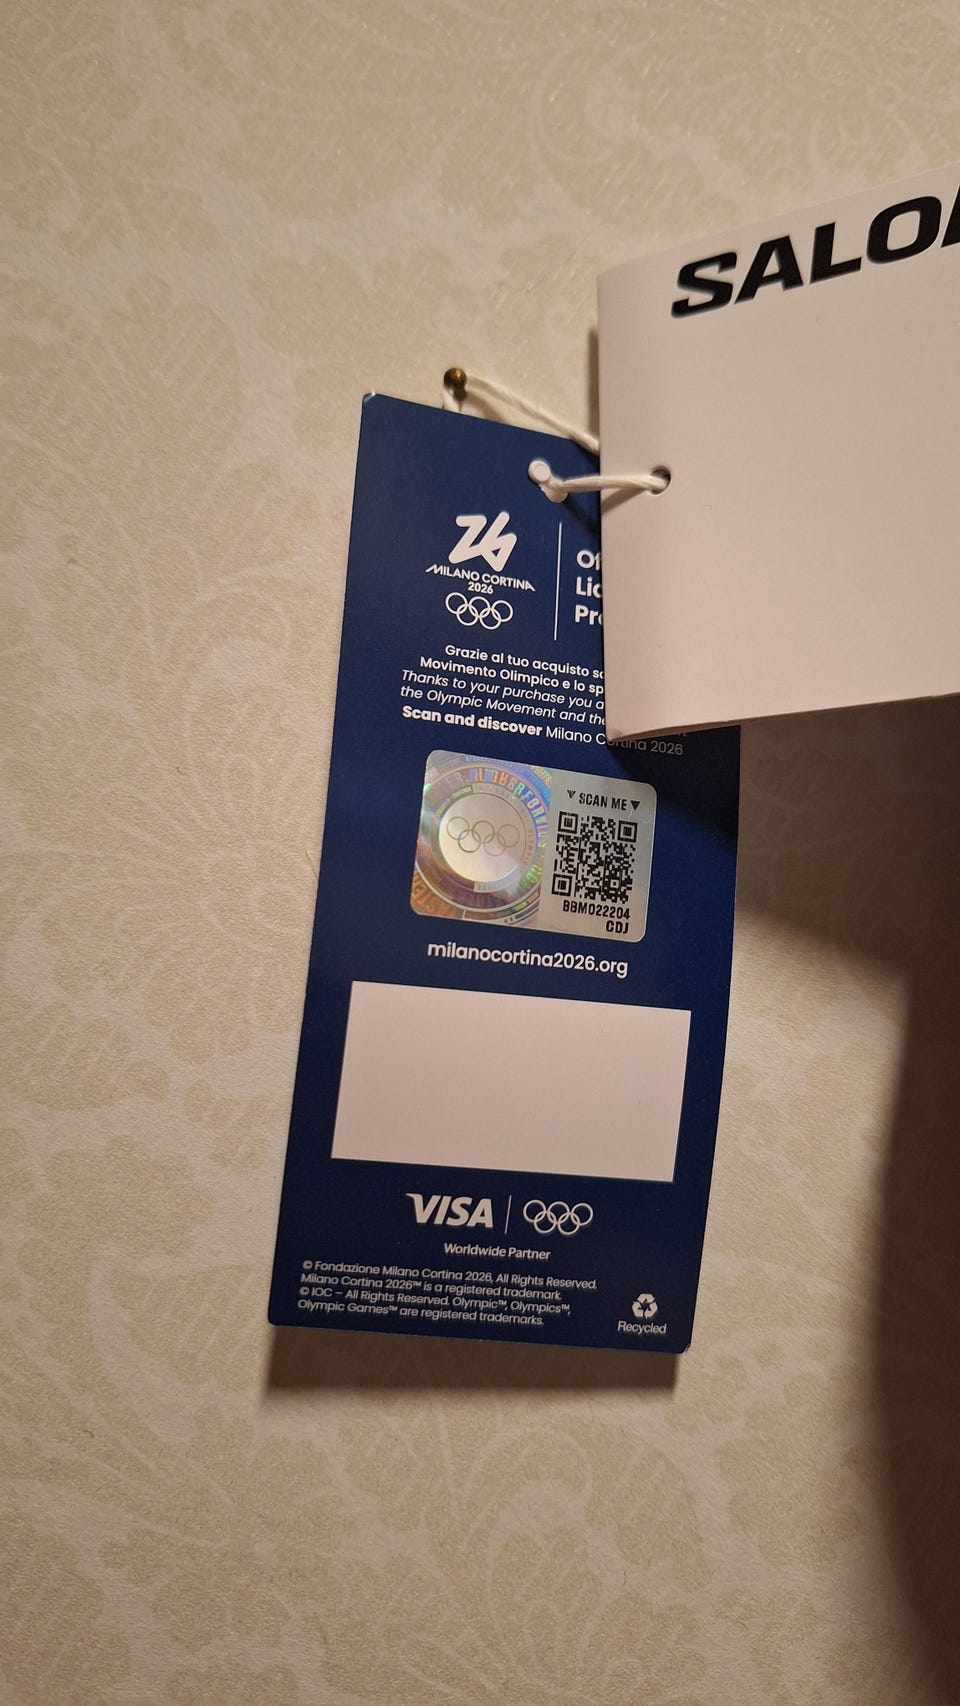 SALO
26
MILANO CORTINA
2026
Of
Lic
Pro
Grazie al tuo acquisto so
Movimento Olimpico e lo sp
Thanks to your purchase you a
the Olympic Movement and the
Scan and discover Milano Cortina 2026
SCAN ME
BBM022204
CDJ
milanocortina2026.org
VISA
Worldwide Partner
© Fondazione Milano Cortina 2026, All Rights Reserved.
Milano Cortina 2026™ is a registered trademark.
© IOC – All Rights Reserved. Olympic™, Olympics™,
Olympic Games™ are registered trademarks.
Recycled